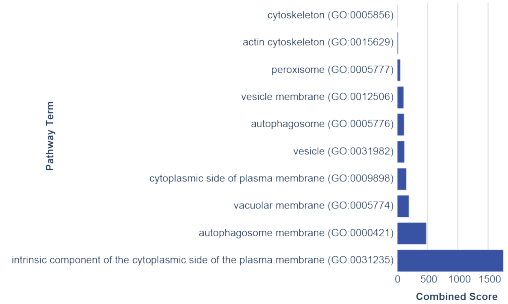 cytoskeleton (GO:0005856)
actin cytoskeleton (GO:0015629)
peroxisome (GO:0005777)
vesicle membrane (GO:0012506)
autophagosome (GO:0005776)
vesicle (GO:0031982)
cytoplasmic side of plasma membrane (GO:0009898)
vacuolar membrane (GO:0005774)
autophagosome membrane (GO:0000421)
intrinsic component of the cytoplasmic side of the plasma membrane (GO:0031235)
Pathway Term
0 500 1000 1500
Combined Score